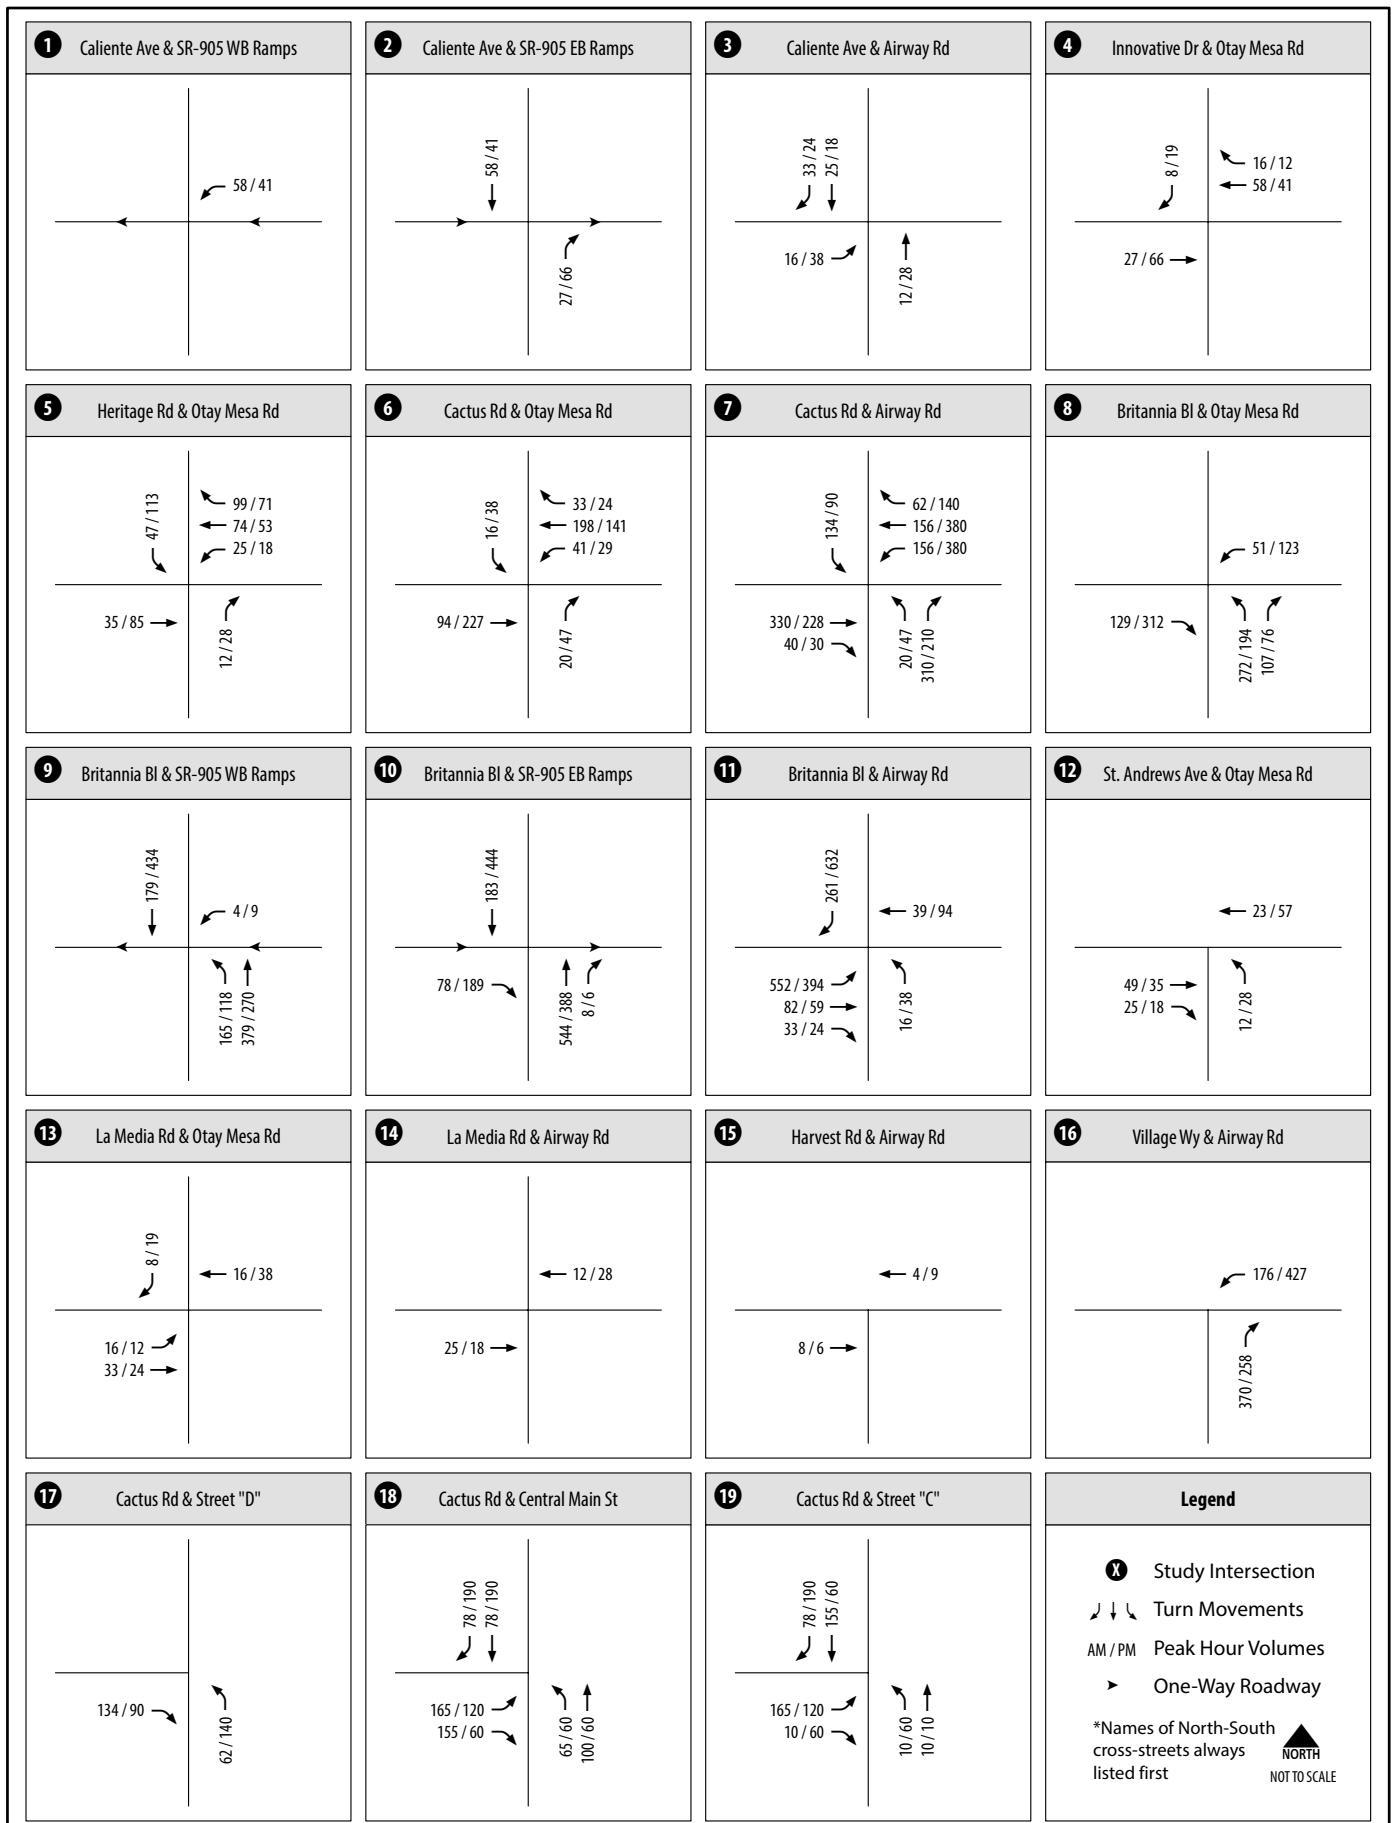 1 Caliente Ave & SR-905 WB Ramps
58 / 41
2 Caliente Ave & SR-905 EB Ramps
58 / 41
27 / 66
3 Caliente Ave & Airway Rd
33 / 24
25 / 18
16 / 38
12 / 28
4 Innovative Dr & Otay Mesa Rd
8 / 19
16 / 12
58 / 41
27 / 66
5 Heritage Rd & Otay Mesa Rd
47 / 113
99 / 71
74 / 53
25 / 18
35 / 85
12 / 28
6 Cactus Rd & Otay Mesa Rd
16 / 38
33 / 24
198 / 141
41 / 29
94 / 227
20 / 47
7 Cactus Rd & Airway Rd
134 / 90
62 / 140
156 / 380
156 / 380
330 / 228
40 / 30
20 / 47
310 / 210
8 Britannia Bl & Otay Mesa Rd
51 / 123
129 / 312
272 / 194
107 / 76
9 Britannia Bl & SR-905 WB Ramps
179 / 434
4 / 9
165 / 118
379 / 270
10 Britannia Bl & SR-905 EB Ramps
183 / 444
78 / 189
544 / 388
8 / 6
11 Britannia Bl & Airway Rd
261 / 632
39 / 94
552 / 394
82 / 59
33 / 24
16 / 38
12 St. Andrews Ave & Otay Mesa Rd
23 / 57
49 / 35
25 / 18
12 / 28
13 La Media Rd & Otay Mesa Rd
8 / 19
16 / 38
16 / 12
33 / 24
14 La Media Rd & Airway Rd
12 / 28
25 / 18
15 Harvest Rd & Airway Rd
4 / 9
8 / 6
16 Village Wy & Airway Rd
176 / 427
370 / 258
17 Cactus Rd & Street "D"
134 / 90
62 / 140
18 Cactus Rd & Central Main St
78 / 190
78 / 190
165 / 120
155 / 60
65 / 60
100 / 60
19 Cactus Rd & Street "C"
78 / 190
155 / 60
165 / 120
10 / 60
10 / 60
10 / 10
Legend
X Study Intersection
Turn Movements
AM / PM Peak Hour Volumes
One-Way Roadway
*Names of North-South
cross-streets always
listed first
NORTH
NOT TO SCALE